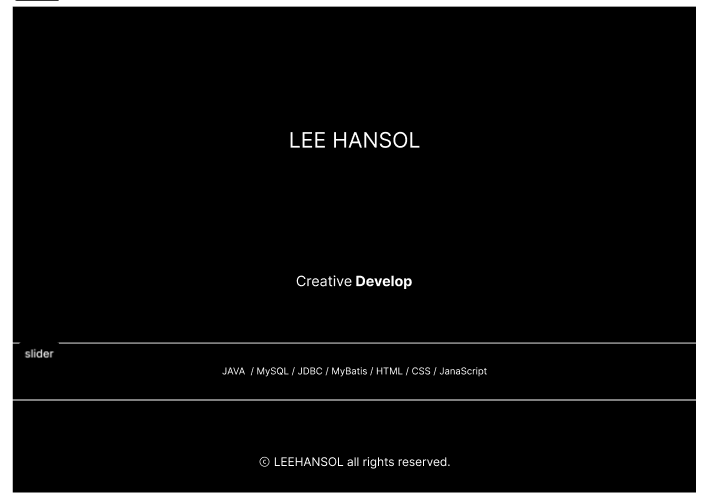 LEE HANSOL
Creative Develop
slider
JAVA / MySQL / JDBC / MyBatis / HTML / CSS / JanaScript
ⓒ LEEHANSOL all rights reserved.